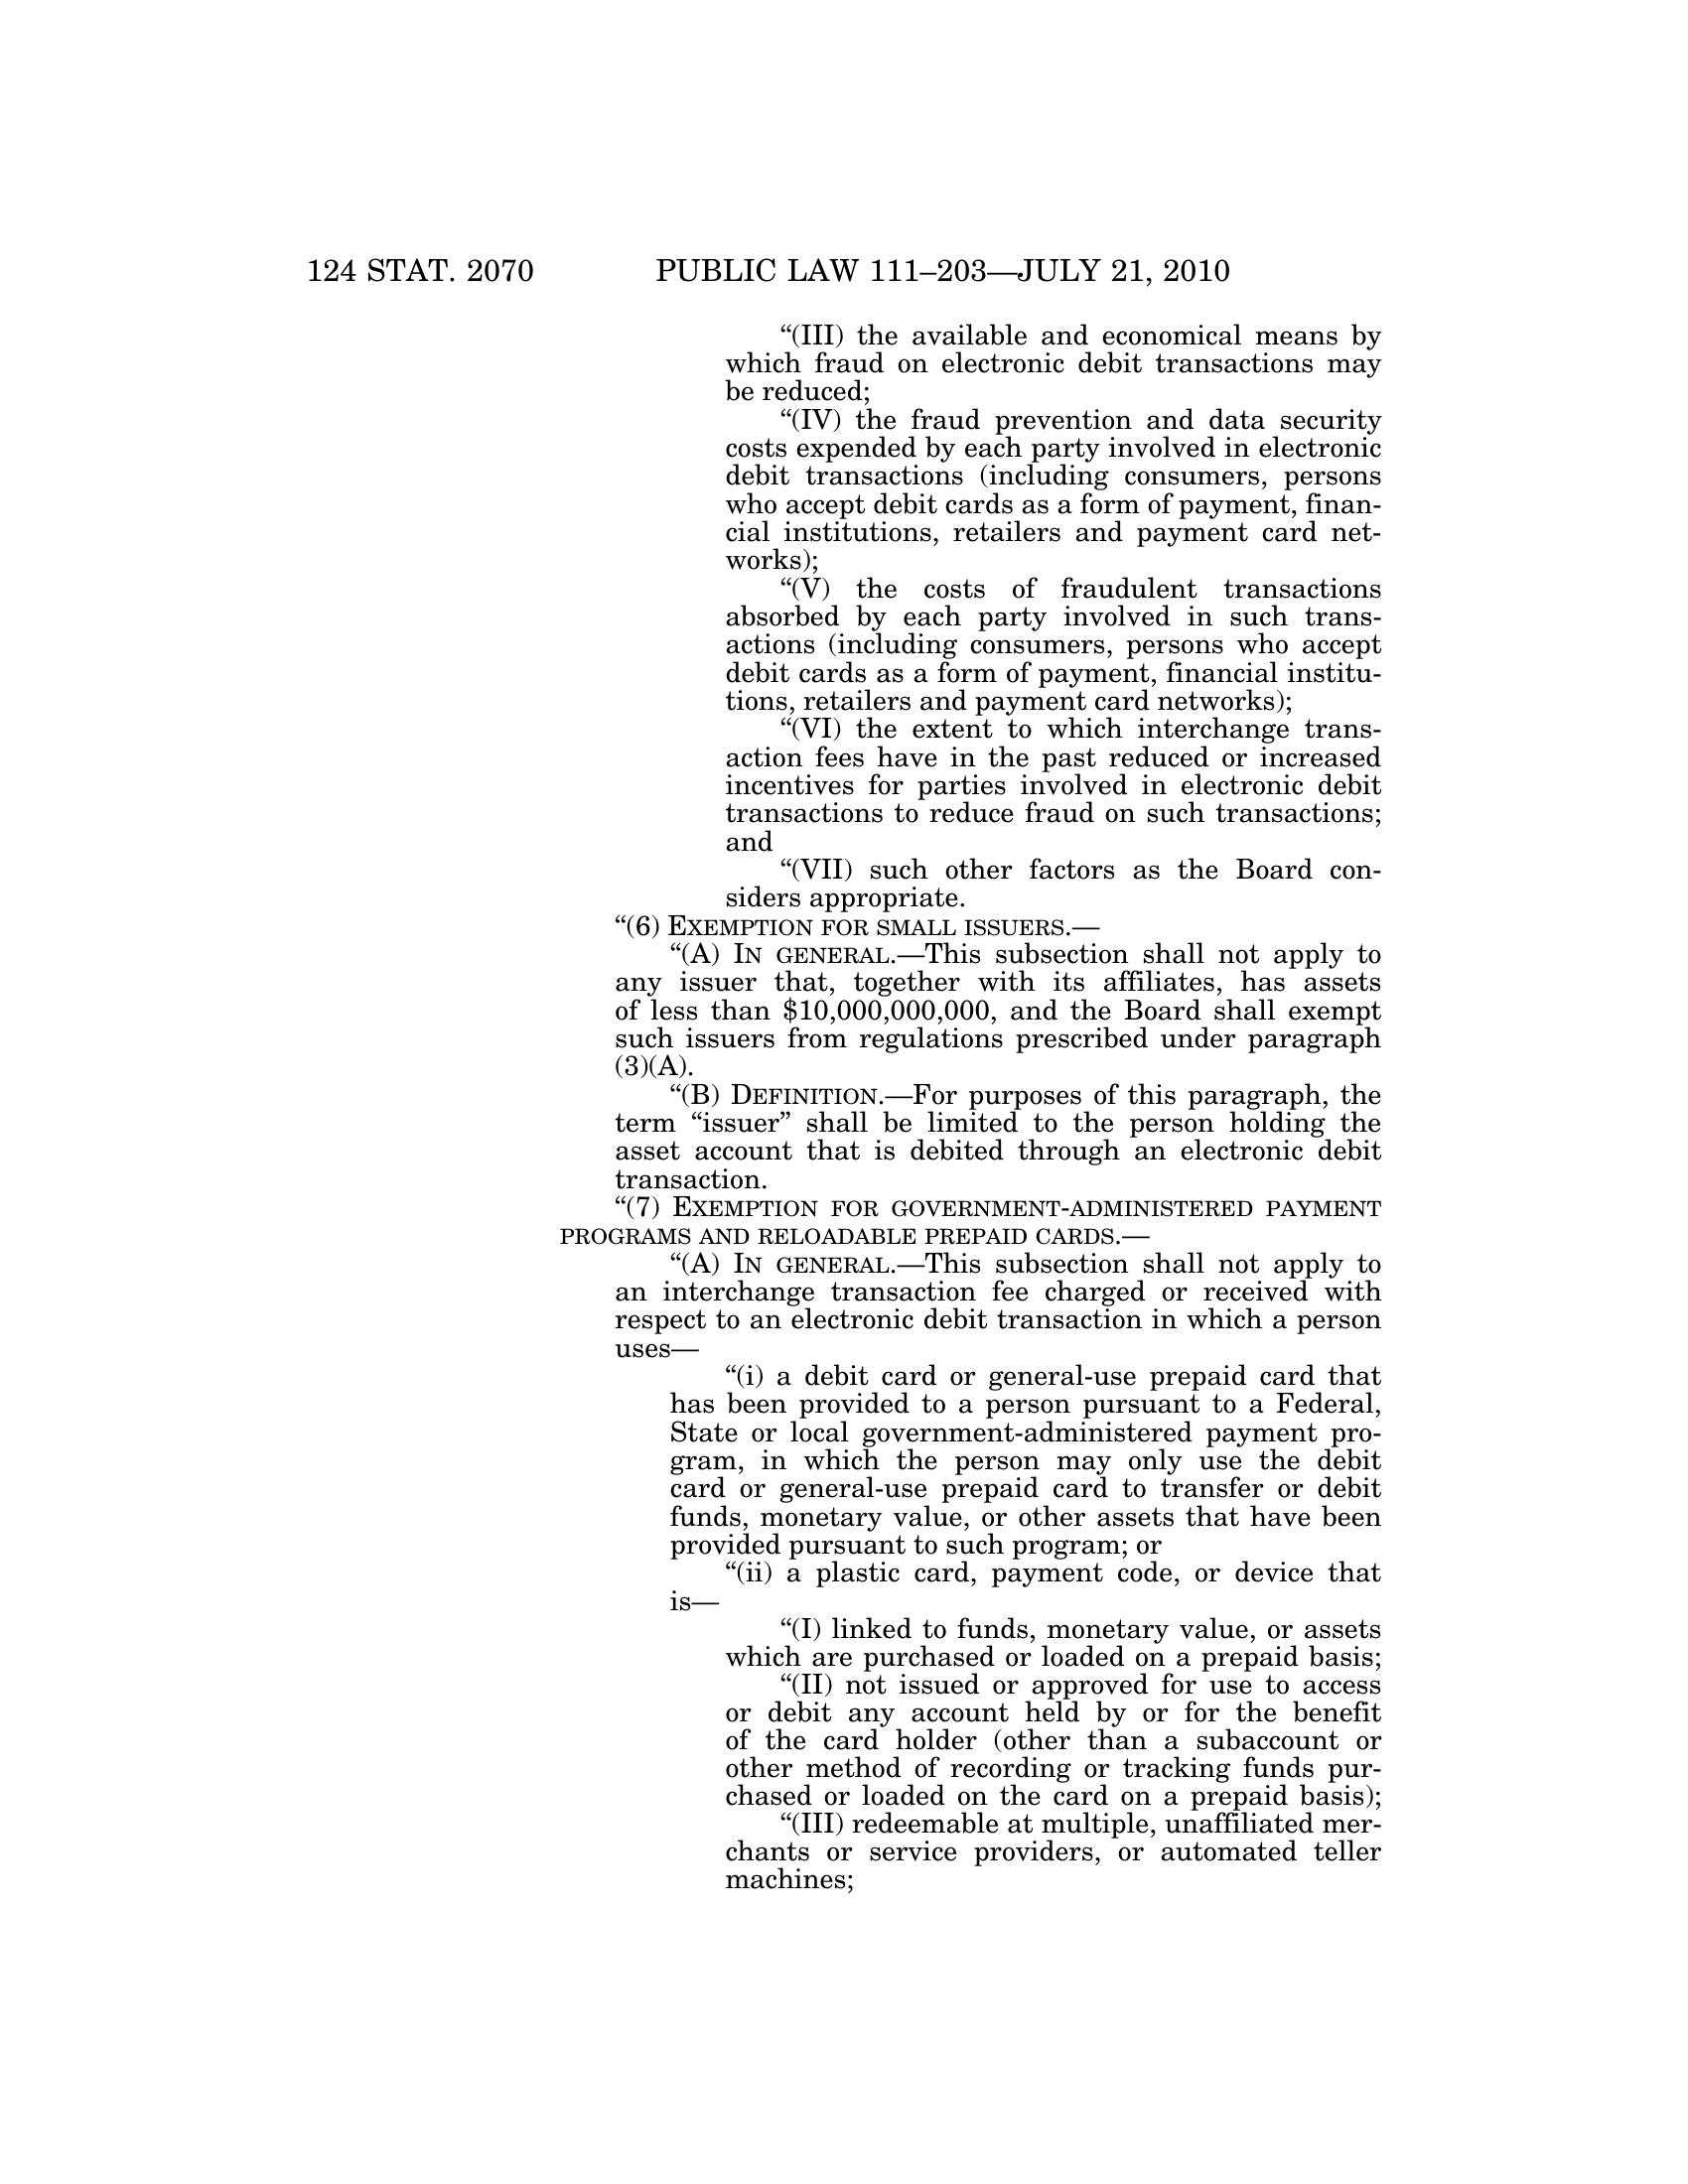 124 STAT. 2070 PUBLIC LAW 111–203—JULY 21, 2010
“(III) the available and economical means by
which fraud on electronic debit transactions may
be reduced;
“(IV) the fraud prevention and data security
costs expended by each party involved in electronic
debit transactions (including consumers, persons
who accept debit cards as a form of payment, finan-
cial institutions, retailers and payment card net-
works);
“(V) the costs of fraudulent transactions
absorbed by each party involved in such trans-
actions (including consumers, persons who accept
debit cards as a form of payment, financial institu-
tions, retailers and payment card networks);
“(VI) the extent to which interchange trans-
action fees have in the past reduced or increased
incentives for parties involved in electronic debit
transactions to reduce fraud on such transactions;
and
“(VII) such other factors as the Board con-
siders appropriate.
“(6) EXEMPTION FOR SMALL ISSUERS.—
“(A) IN GENERAL.—This subsection shall not apply to
any issuer that, together with its affiliates, has assets
of less than $10,000,000,000, and the Board shall exempt
such issuers from regulations prescribed under paragraph
(3)(A).
“(B) DEFINITION.—For purposes of this paragraph, the
term “issuer” shall be limited to the person holding the
asset account that is debited through an electronic debit
transaction.
“(7) EXEMPTION FOR GOVERNMENT-ADMINISTERED PAYMENT
PROGRAMS AND RELOADABLE PREPAID CARDS.—
“(A) IN GENERAL.—This subsection shall not apply to
an interchange transaction fee charged or received with
respect to an electronic debit transaction in which a person
uses—
“(i) a debit card or general-use prepaid card that
has been provided to a person pursuant to a Federal,
State or local government-administered payment pro-
gram, in which the person may only use the debit
card or general-use prepaid card to transfer or debit
funds, monetary value, or other assets that have been
provided pursuant to such program; or
“(ii) a plastic card, payment code, or device that
is—
“(I) linked to funds, monetary value, or assets
which are purchased or loaded on a prepaid basis;
“(II) not issued or approved for use to access
or debit any account held by or for the benefit
of the card holder (other than a subaccount or
other method of recording or tracking funds pur-
chased or loaded on the card on a prepaid basis);
“(III) redeemable at multiple, unaffiliated mer-
chants or service providers, or automated teller
machines;